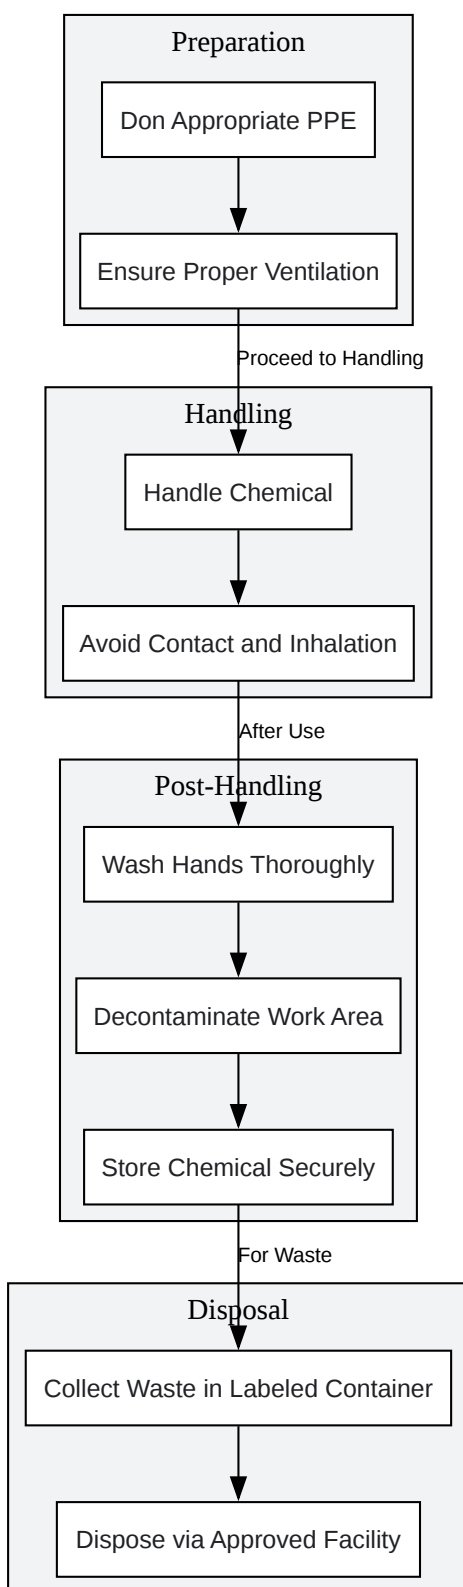 Preparation
Don Appropriate PPE
Ensure Proper Ventilation
Proceed to Handling
Handling
Handle Chemical
Avoid Contact and Inhalation
After Use
Post-Handling
Wash Hands Thoroughly
Decontaminate Work Area
Store Chemical Securely
For Waste
Disposal
Collect Waste in Labeled Container
Dispose via Approved Facility